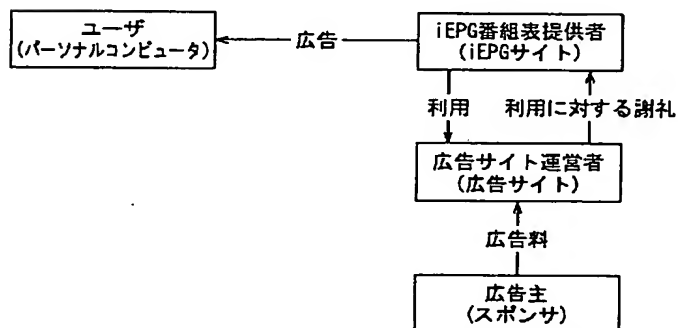 ユーザ
(パーソナルコンピュータ)
広告
iEPG番組表提供者
(iEPGサイト)
利用
利用に対する謝礼
広告サイト運営者
(広告サイト)
広告料
広告主
(スポンサ)